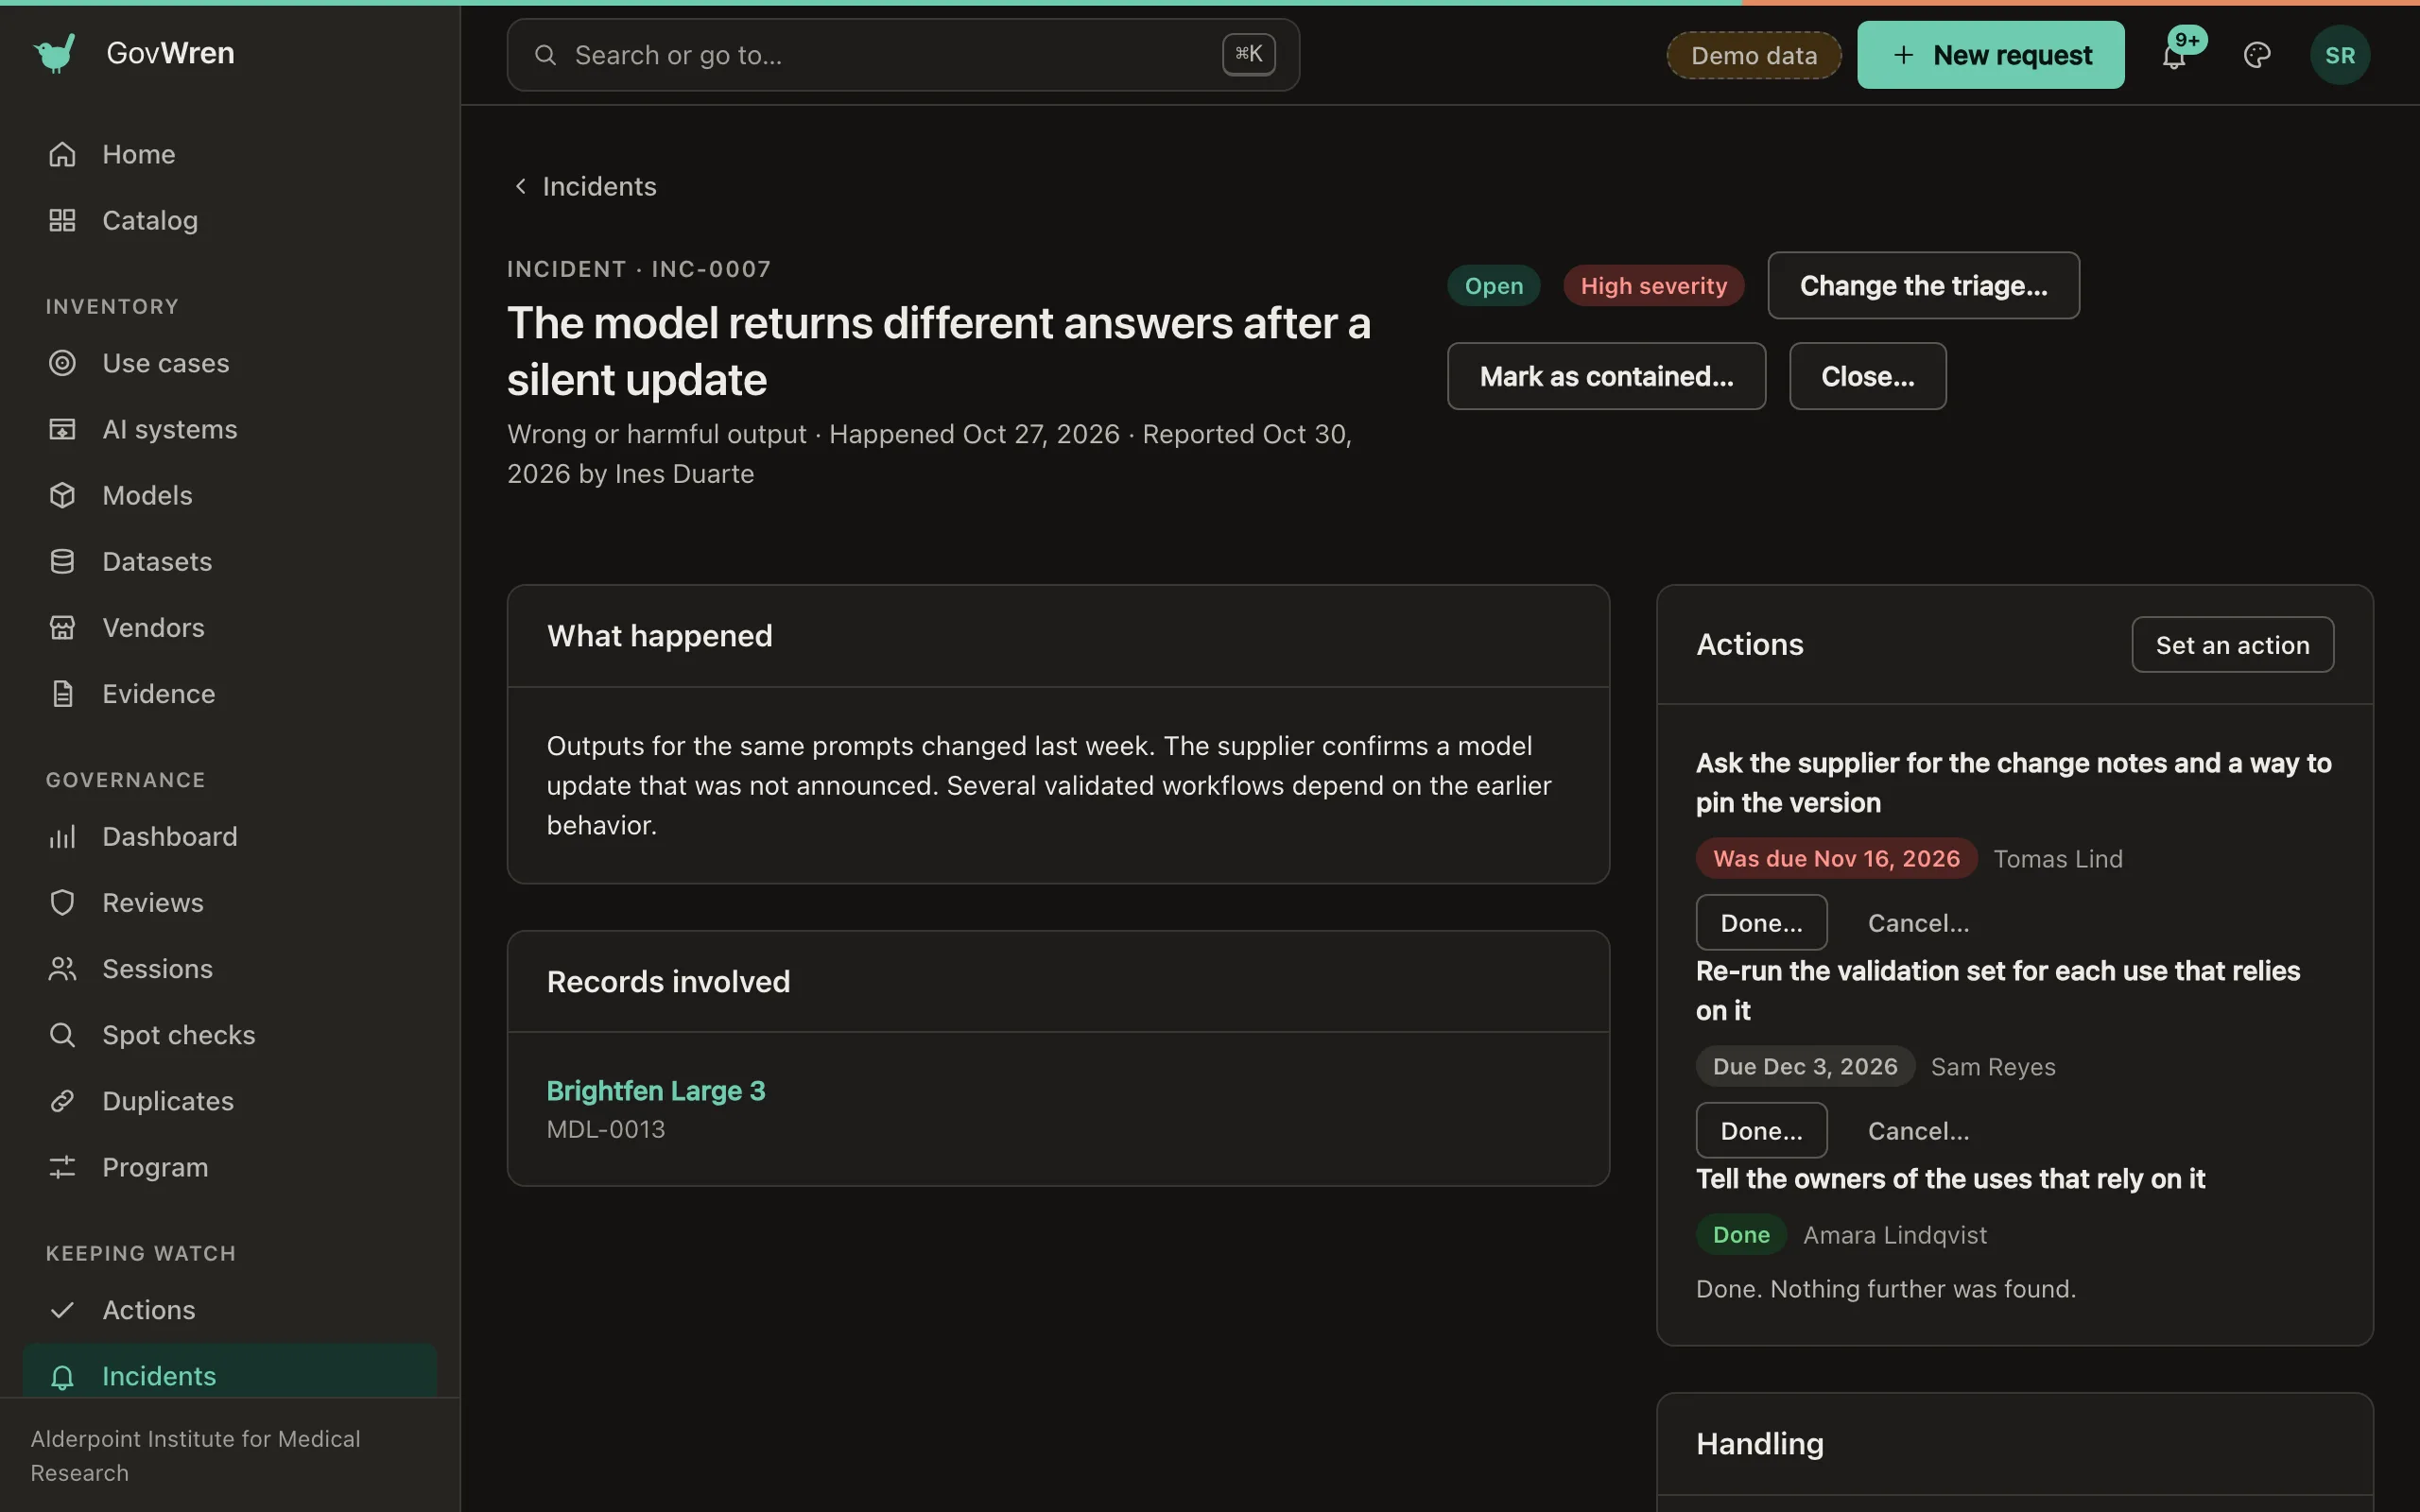 GovWren
Search or go to...
⌘K
Demo data
+ New request
9+
SR
Home
Catalog
INVENTORY
Use cases
AI systems
Models
Datasets
Vendors
Evidence
GOVERNANCE
Dashboard
Reviews
Sessions
Spot checks
Duplicates
Program
KEEPING WATCH
Actions
Incidents
Alderpoint Institute for Medical
Research
Incidents
INCIDENT · INC-0007
The model returns different answers after a
silent update
Wrong or harmful output · Happened Oct 27, 2026 · Reported Oct 30,
2026 by Ines Duarte
Open
High severity
Change the triage...
Mark as contained...
Close...
What happened
Outputs for the same prompts changed last week. The supplier confirms a model
update that was not announced. Several validated workflows depend on the earlier
behavior.
Records involved
Brightfen Large 3
MDL-0013
Actions
Set an action
Ask the supplier for the change notes and a way to
pin the version
Was due Nov 16, 2026 Tomas Lind
Done... Cancel...
Re-run the validation set for each use that relies
on it
Due Dec 3, 2026 Sam Reyes
Done... Cancel...
Tell the owners of the uses that rely on it
Done Amara Lindqvist
Done. Nothing further was found.
Handling